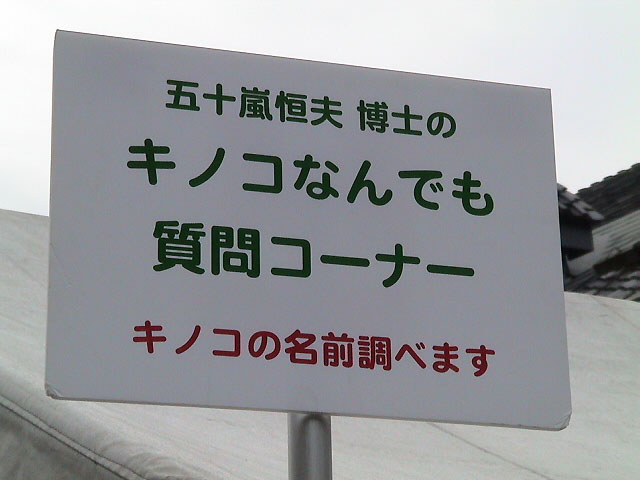 五十嵐恒夫 博士の
キノコなんでも
質問コーナー
キノコの名前調べます